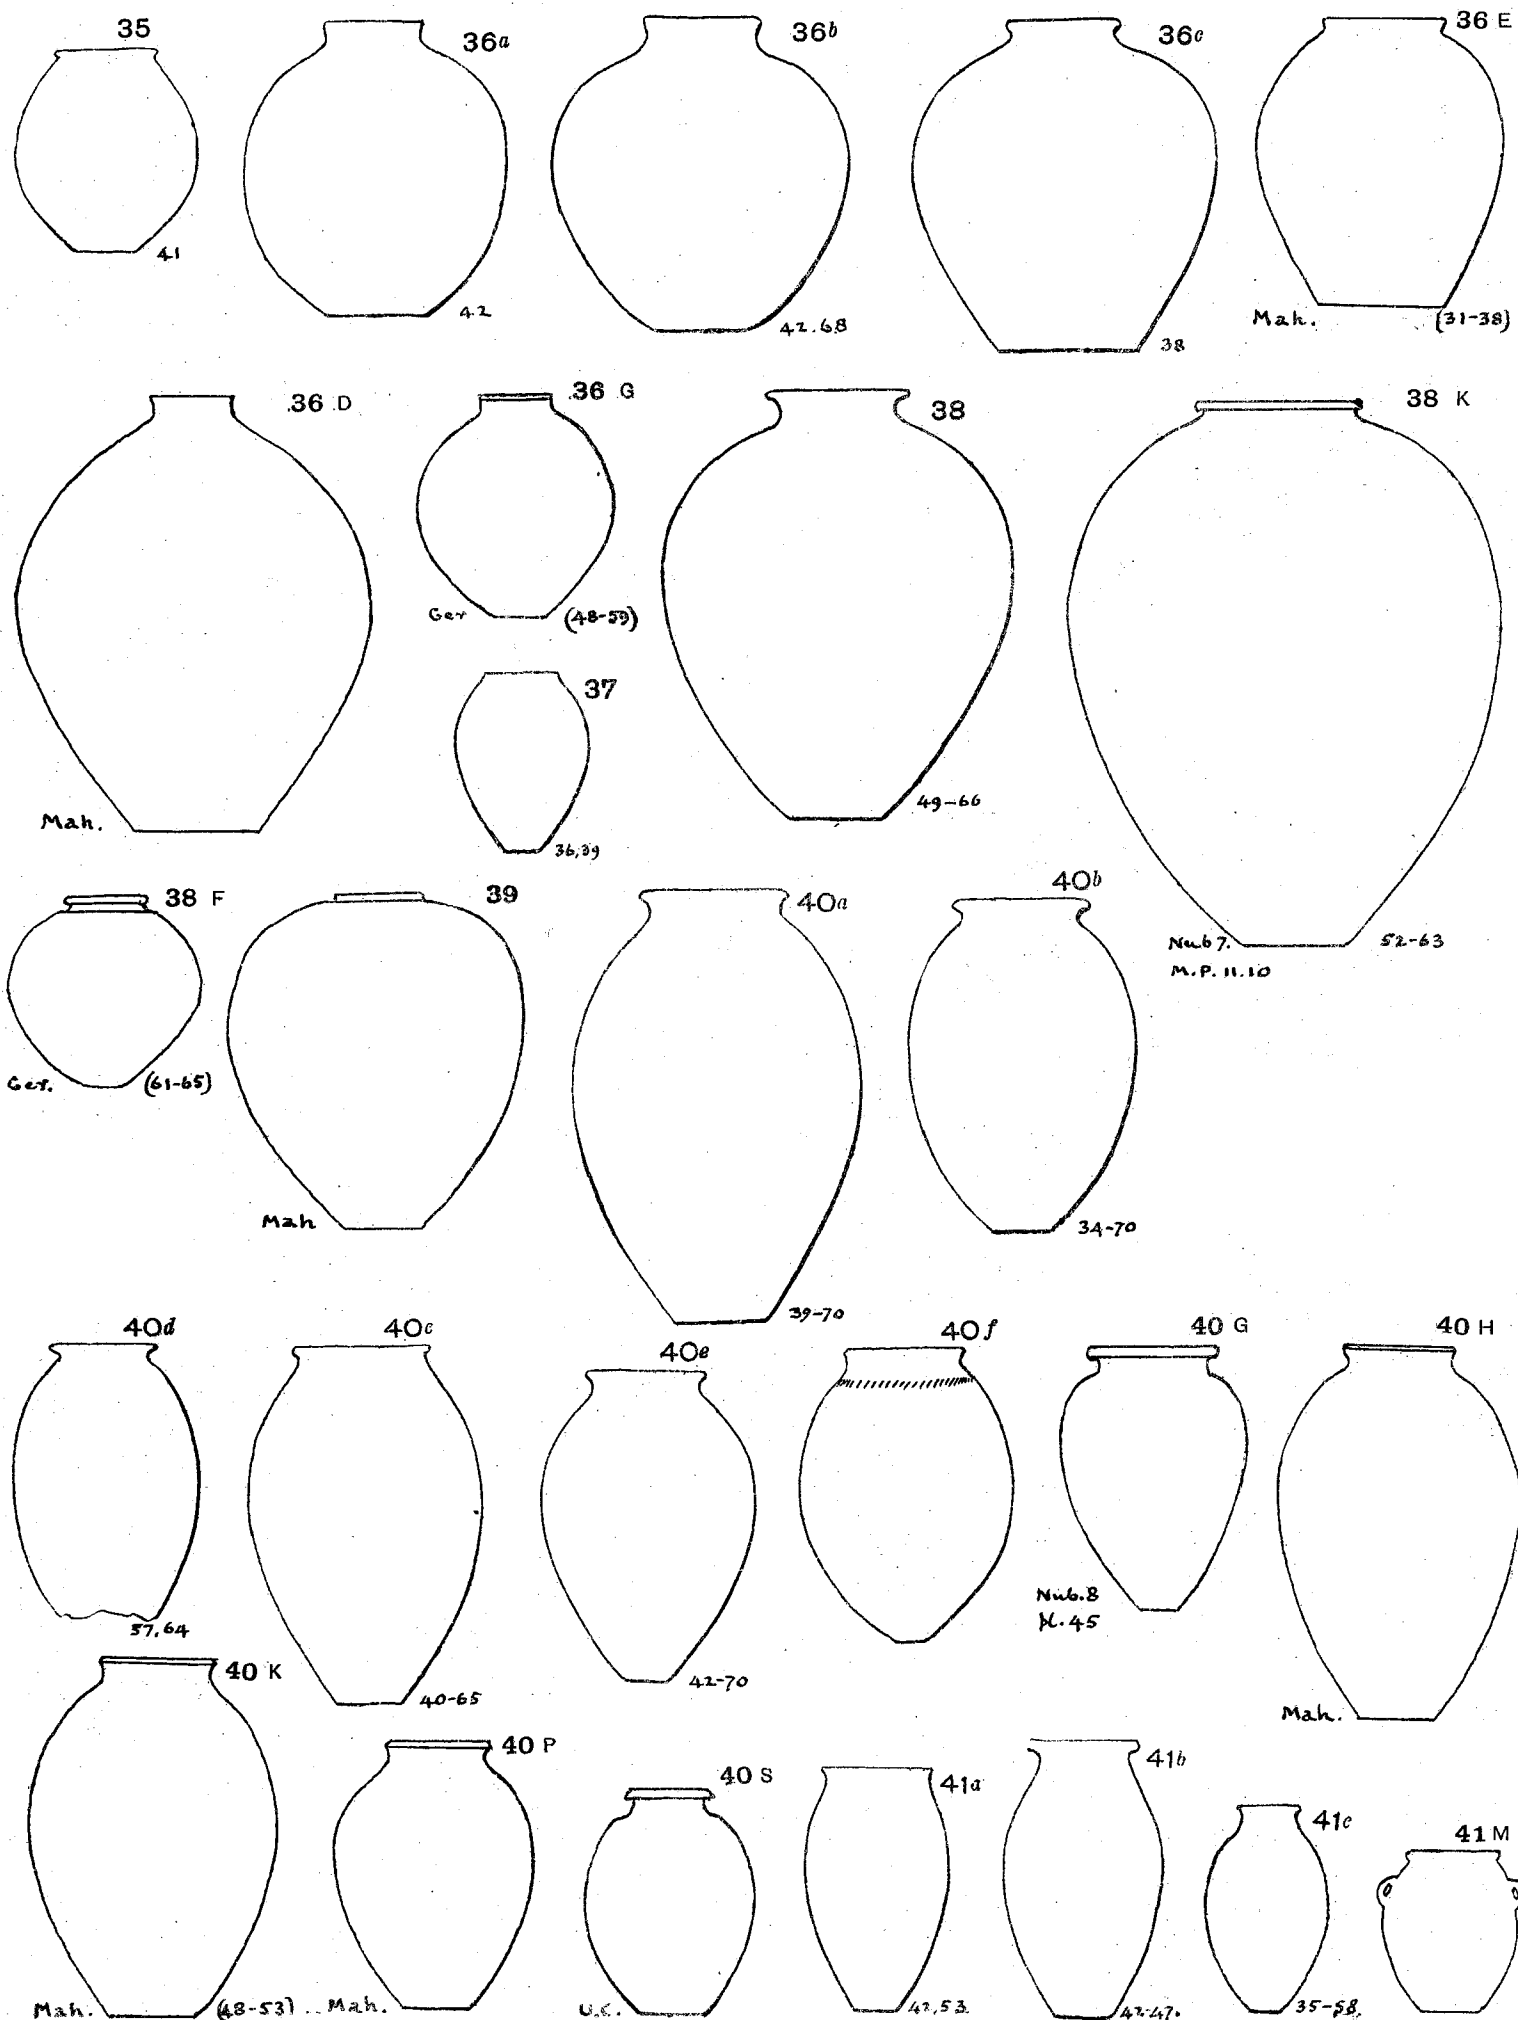 35
36a
36b
36c
36 E
41
42
42.68
38
Mah.
(31-38)
36 D
36 G
38
38 K
Ger
(48-59)
37
49-66
Mah.
36,39
Nub 7.
52-63
M.P. 11.10
38 F
39
40a
40b
Ger.
(61-65)
Mah
34-70
39-70
40d
40c
40e
40f
40 G
40 H
57.64
Nub.8
pl.45
40-65
42-70
Mah.
40 K
40 P
40 S
41a
41b
41c
41 M
Mah.
(48-53)
Mah.
U.C.
42,53
42-47.
35-58.